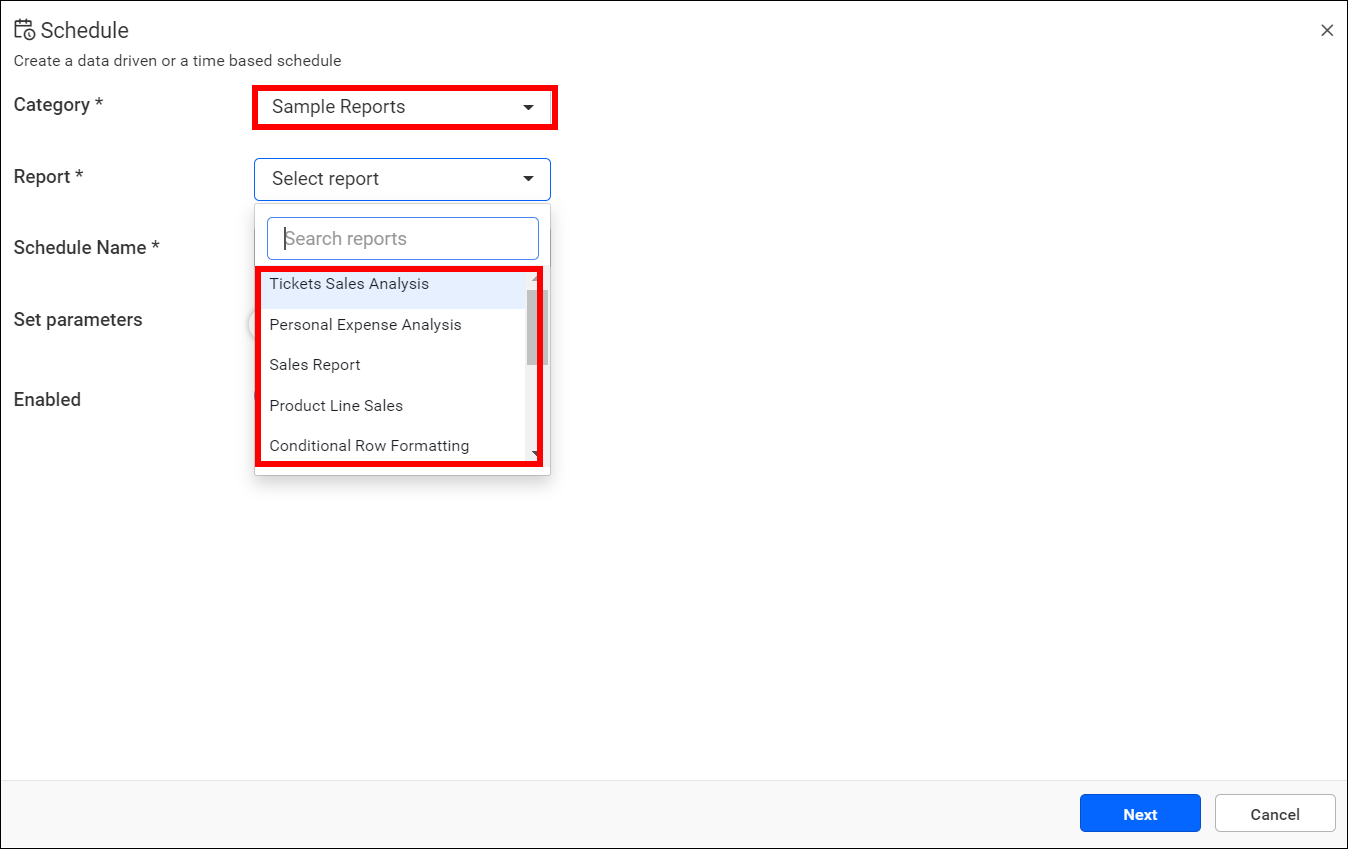 Schedule
Create a data driven or a time based schedule
Category *
Sample Reports
Report *
Select report
Search reports
Schedule Name *
Tickets Sales Analysis
Set parameters
Personal Expense Analysis
Sales Report
Enabled
Product Line Sales
Conditional Row Formatting
Next
Cancel